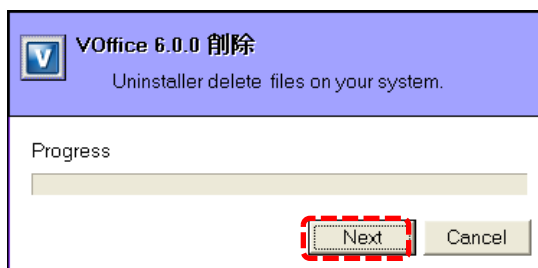 VOffice 6.0.0 削除
Uninstaller delete files on your system.
Progress
Next Cancel